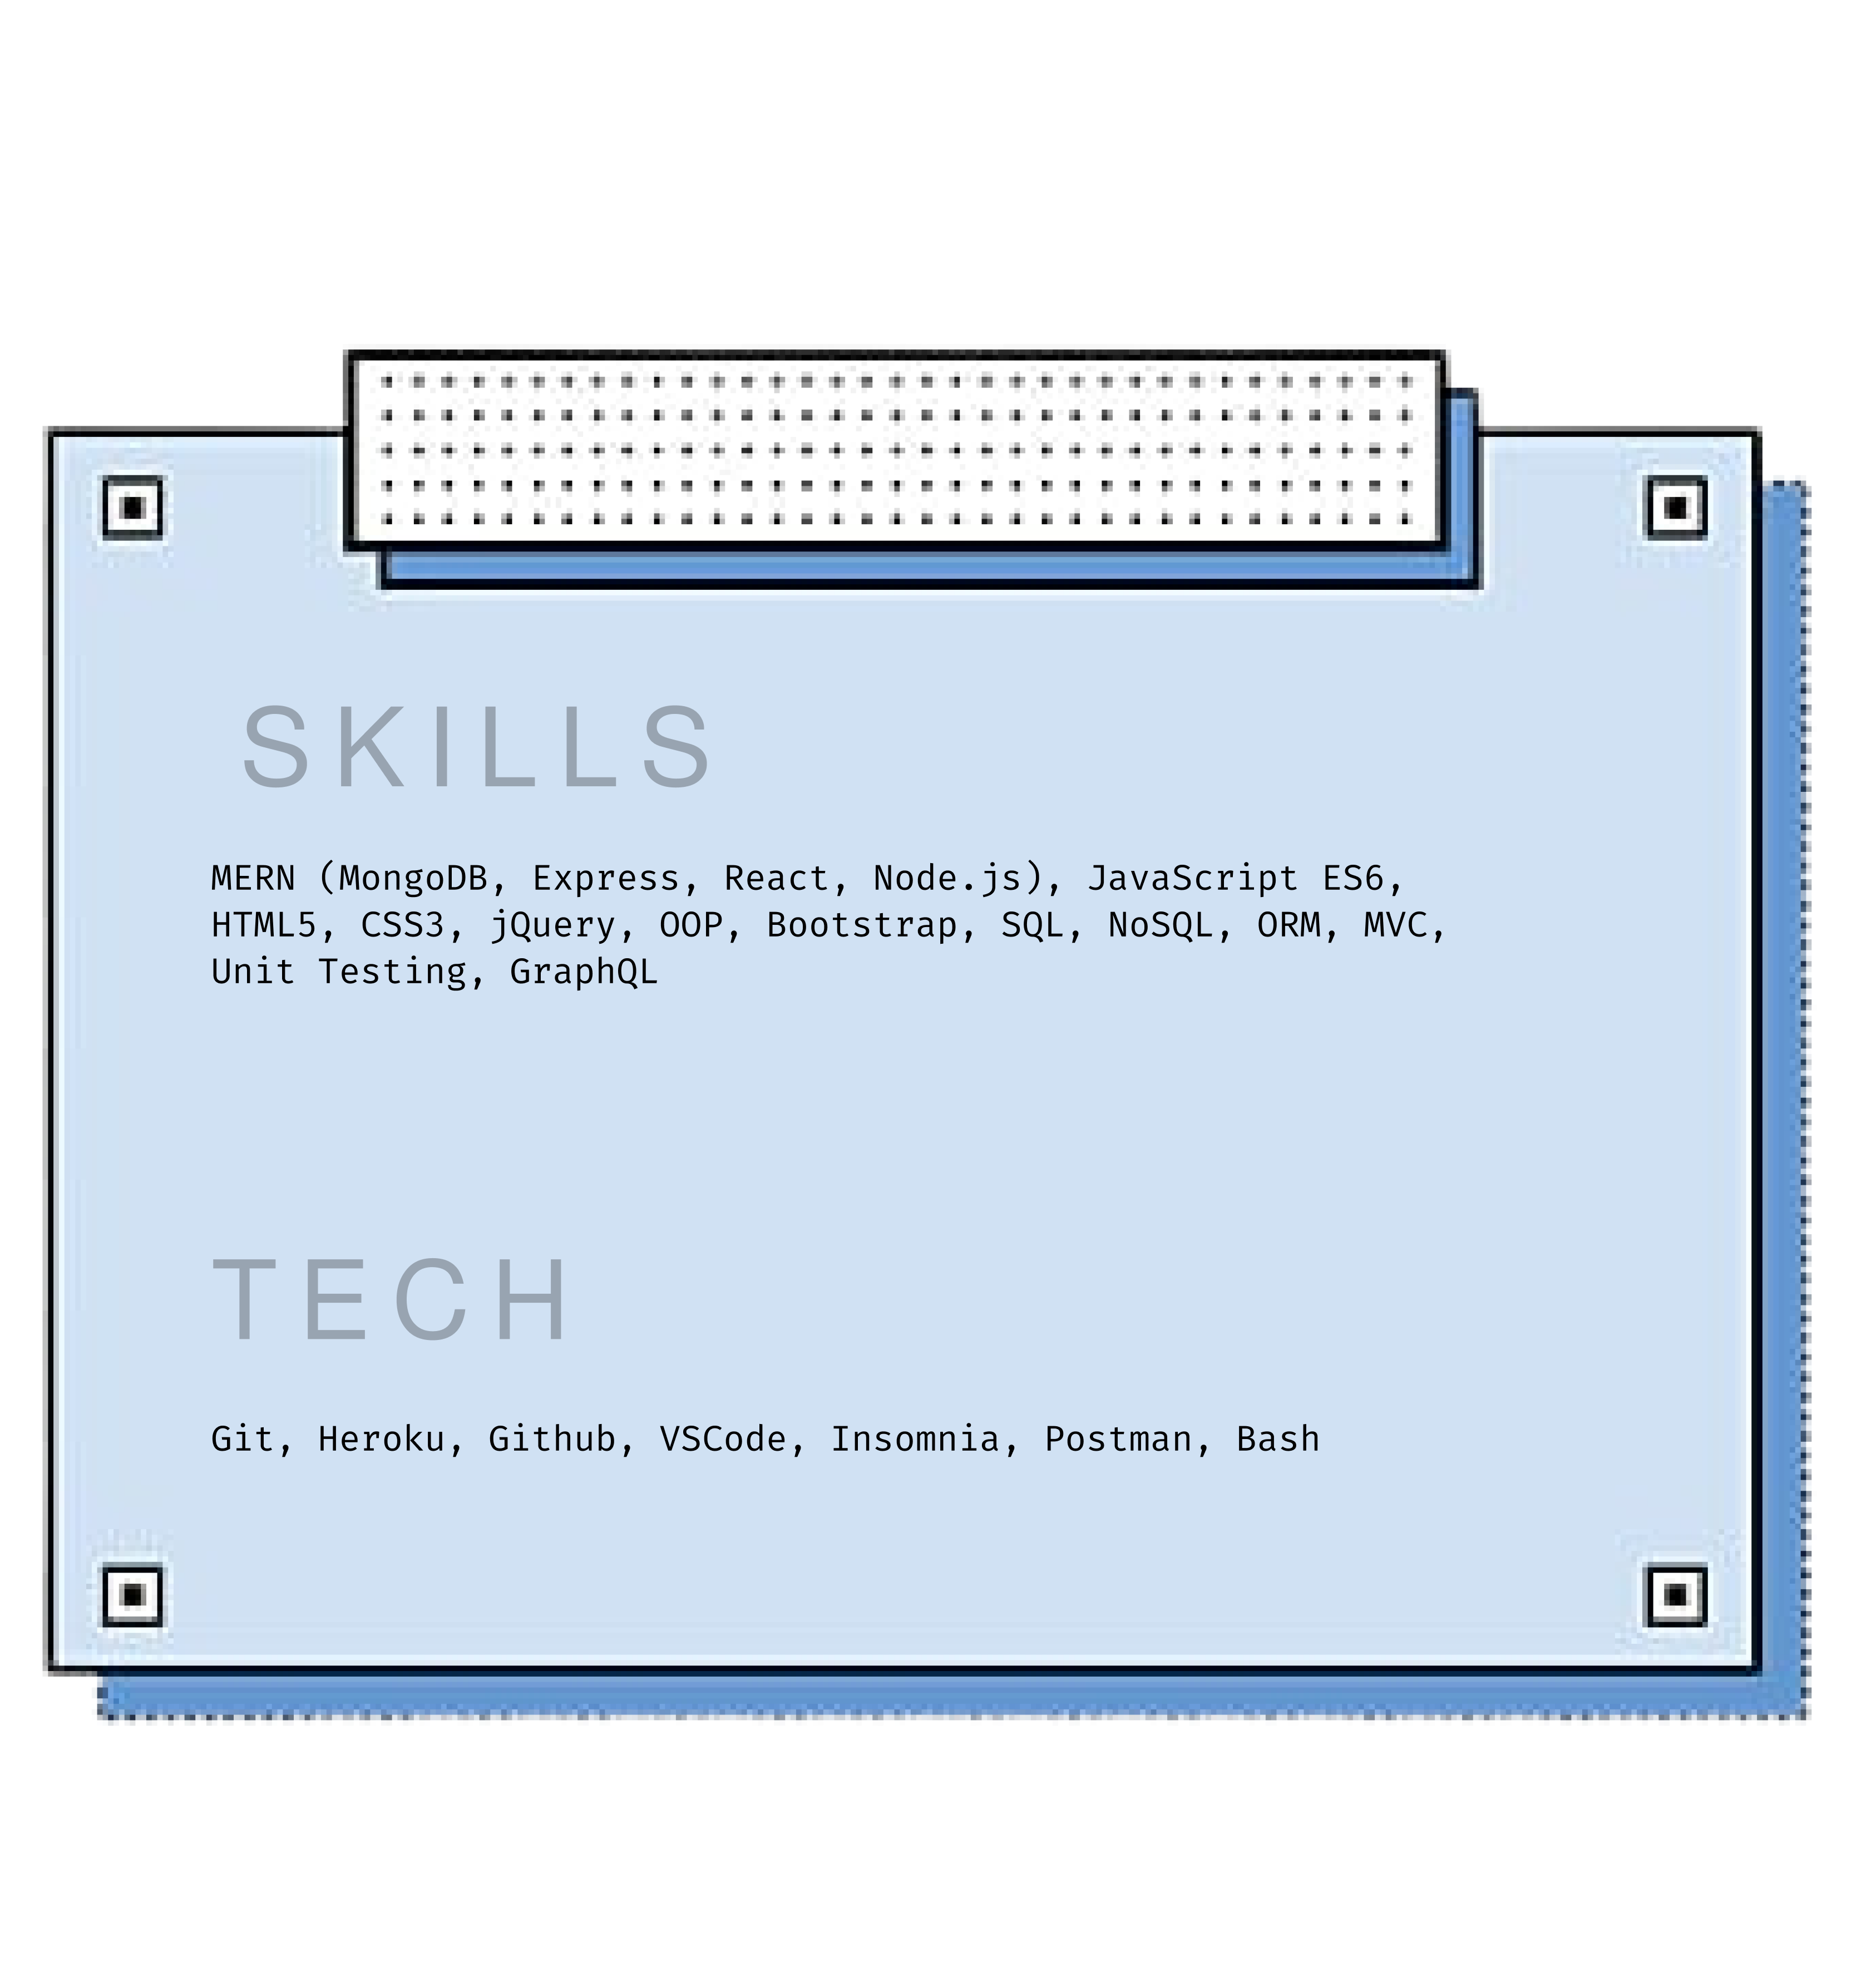 SKILLS
MERN (MongoDB, Express, React, Node.js), JavaScript ES6,
HTML5, CSS3, jQuery, OOP, Bootstrap, SQL, NoSQL, ORM, MVC,
Unit Testing, GraphQL
TECH
Git, Heroku, Github, VSCode, Insomnia, Postman, Bash